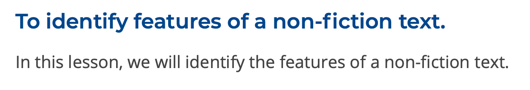 To identify features of a non-fiction text.
In this lesson, we will identify the features of a non-fiction text.